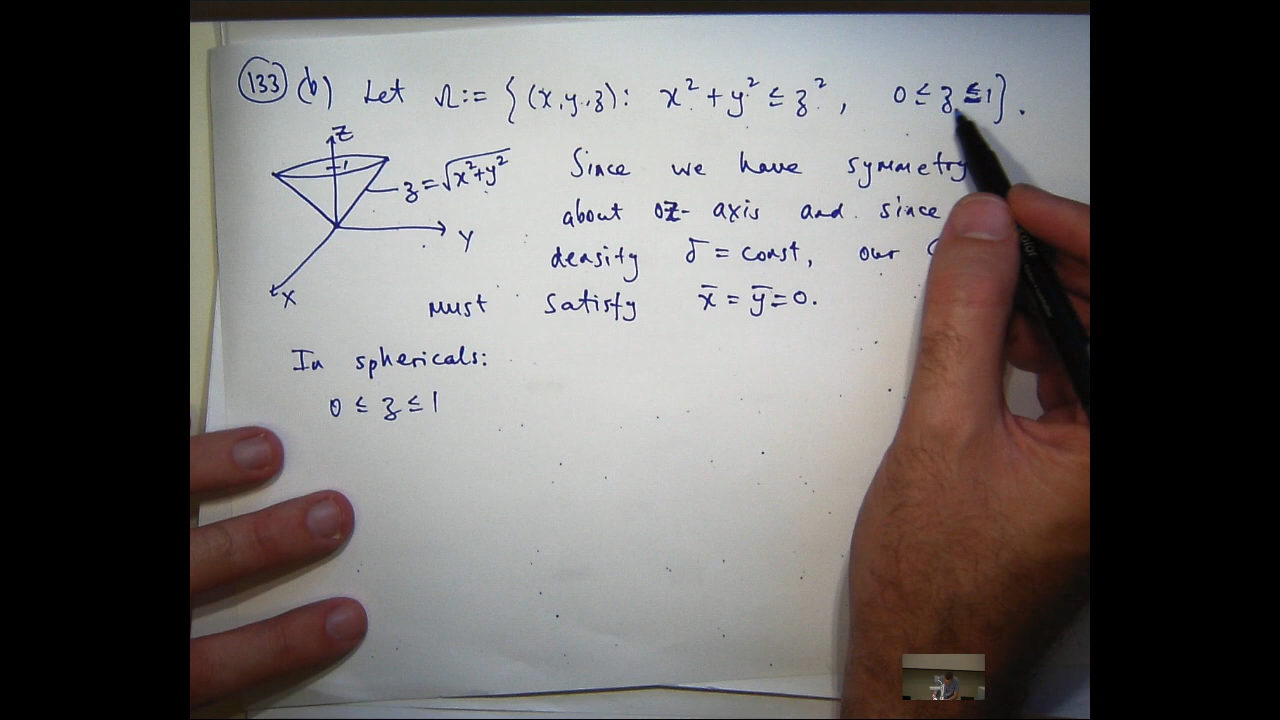 133 (b) Let Ω := {(x,y,z): x² + y² ≤ z², 0 ≤ z ≤ 1}.
Z
1
z = √x²+y²
Y
X
Since we have symmetry
about OZ- axis and since
density δ = const, our
must satisfy x̄ = ȳ = 0.
In sphericals:
0 ≤ z ≤ 1